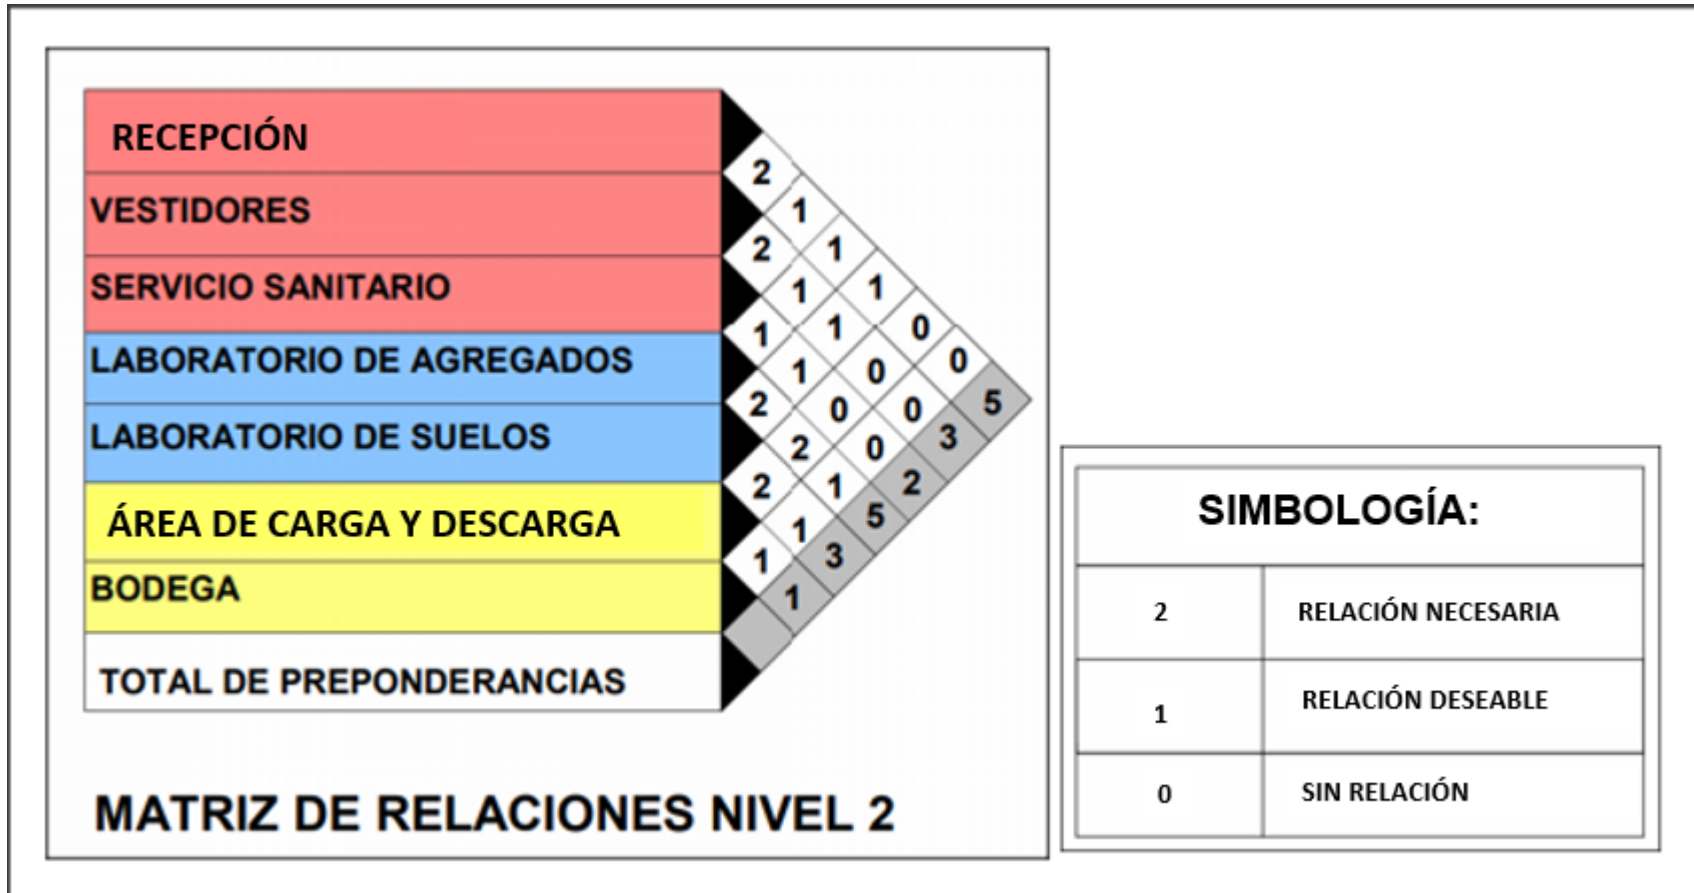 RECEPCIÓN
VESTIDORES
SERVICIO SANITARIO
LABORATORIO DE AGREGADOS
LABORATORIO DE SUELOS
ÁREA DE CARGA Y DESCARGA
BODEGA
TOTAL DE PREPONDERANCIAS
2
1
2 1
1 1
1 1 0
1 0 0
2 0 0 5
2 0 3
2 1 2
1 5
1 3
1
MATRIZ DE RELACIONES NIVEL 2
SIMBOLOGÍA:
2 RELACIÓN NECESARIA
1 RELACIÓN DESEABLE
0 SIN RELACIÓN